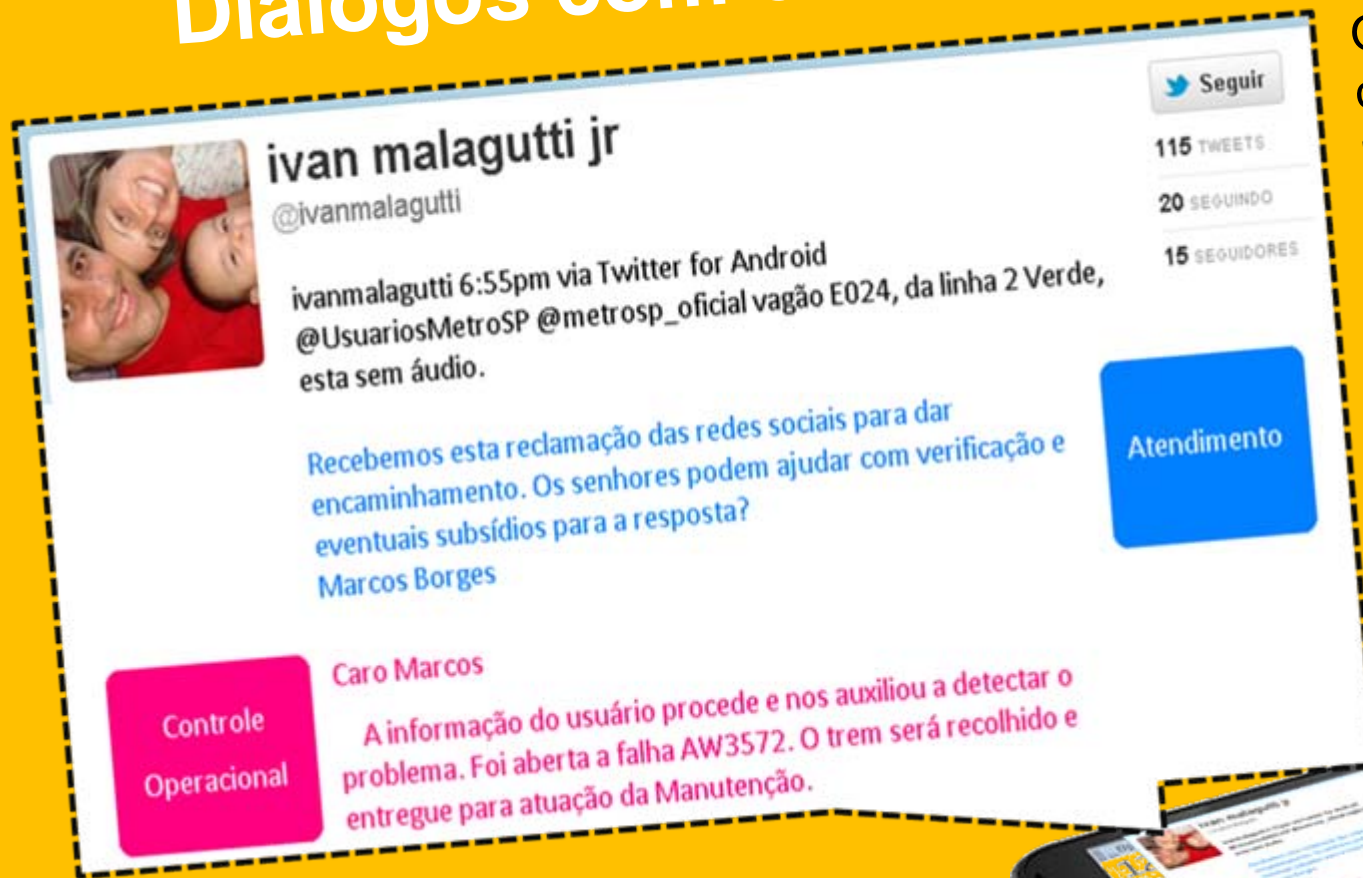 Diálogos com
ivan malagutti jr
@ivanmalagutti
Seguir
115 TWEETS
20 SEGUINDO
15 SEGUIDORES
ivanmalagutti 6:55pm via Twitter for Android
@UsuariosMetroSP @metrosp_oficial vagão E024, da linha 2 Verde,
esta sem áudio.
Recebemos esta reclamação das redes sociais para dar
encaminhamento. Os senhores podem ajudar com verificação e
eventuais subsídios para a resposta?
Marcos Borges
Atendimento
Controle
Operacional
Caro Marcos
A informação do usuário procede e nos auxiliou a detectar o
problema. Foi aberta a falha AW3572. O trem será recolhido e
entregue para atuação da Manutenção.
ivan malagutti jr